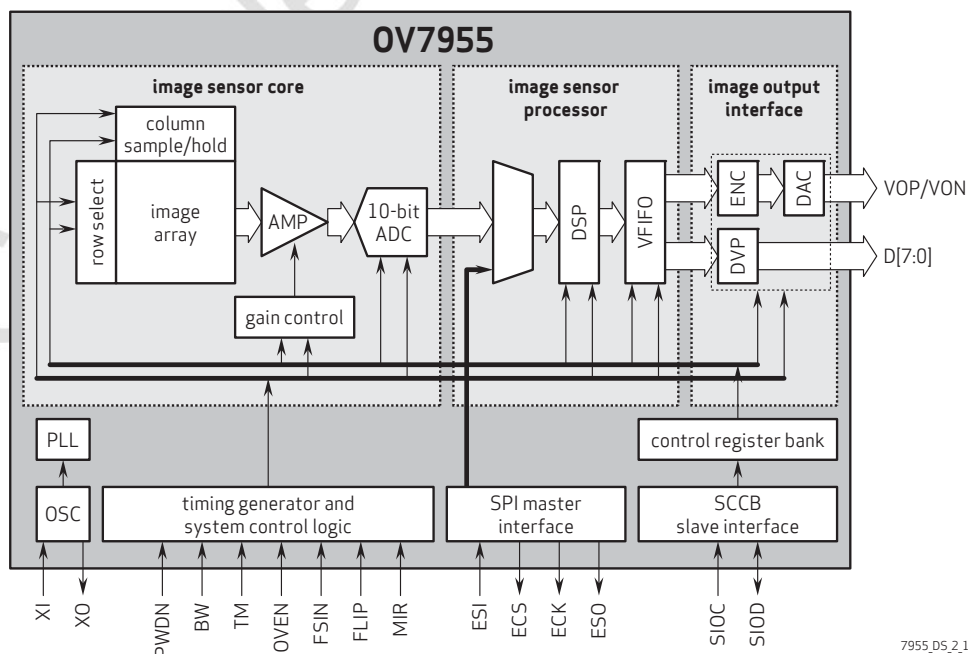 OV7955
image sensor core
image sensor
processor
image output
interface
column
sample/hold
row select
image
array
AMP
10-bit
ADC
gain control
DSP
VFIFO
ENC
DAC
DVP
VOP/VON
D[7:0]
PLL
OSC
timing generator and
system control logic
SPI master
interface
control register bank
SCCB
slave interface
XI
XO
PWDN
BW
TM
OVEN
FSIN
FLIP
MIR
ESI
ECS
ECK
ESO
SIOC
SIOD
7955_DS_2_1